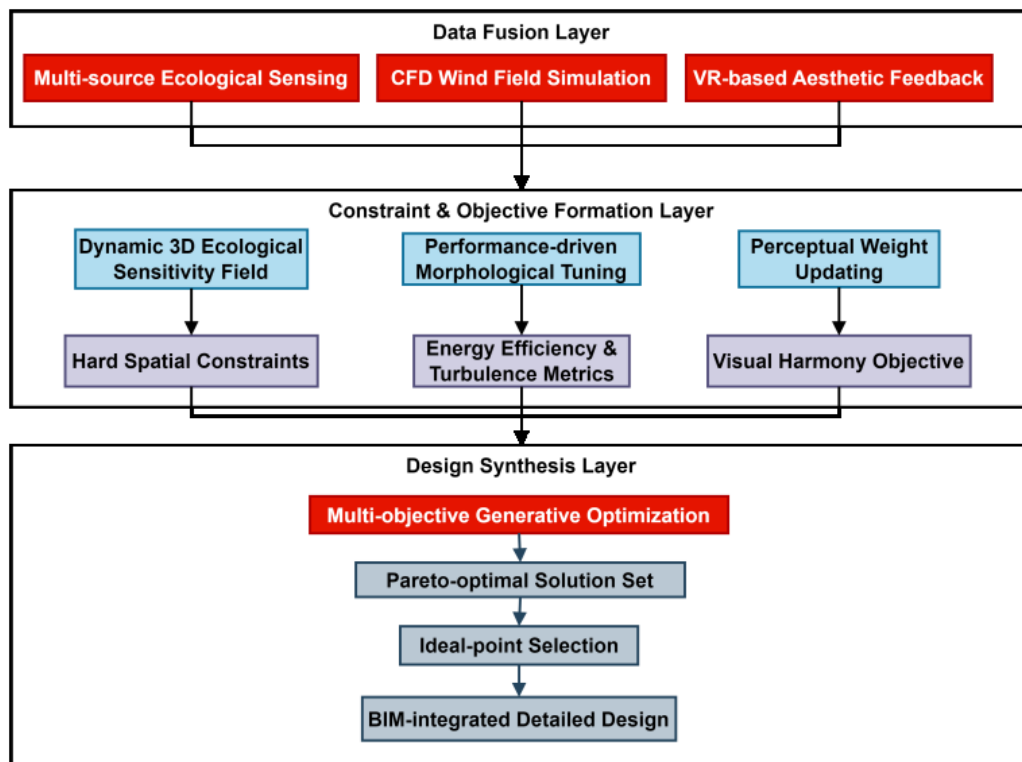 Data Fusion Layer
Multi-source Ecological Sensing
CFD Wind Field Simulation
VR-based Aesthetic Feedback
Constraint & Objective Formation Layer
Dynamic 3D Ecological
Sensitivity Field
Performance-driven
Morphological Tuning
Perceptual Weight
Updating
Hard Spatial Constraints
Energy Efficiency &
Turbulence Metrics
Visual Harmony Objective
Design Synthesis Layer
Multi-objective Generative Optimization
Pareto-optimal Solution Set
Ideal-point Selection
BIM-integrated Detailed Design